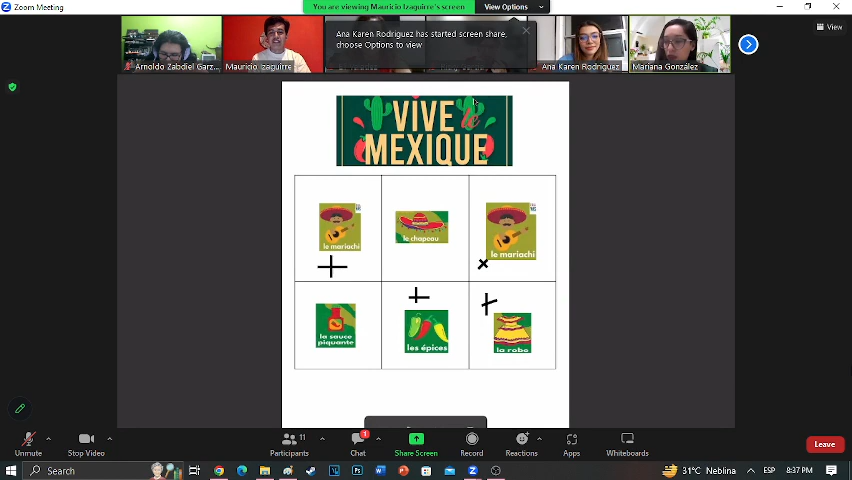 Zoom Meeting
You are viewing Mauricio Izaguirre's screen
View Options
Ana Karen Rodriguez has started screen share,
choose Options to view
View
Arnoldo Zabdiel Garz...
Mauricio Izaguirre
Ana Karen Rodriguez
Mariana González
VIVE le
MEXIQUE
le mariachi
le chapeau
le mariachi
la sauce
piquante
les épices
la robe
Unmute
Stop Video
11
Participants
1
Chat
Share Screen
Record
Reactions
Apps
Whiteboards
Leave
Search
31°C Neblina
ESP
8:37 PM